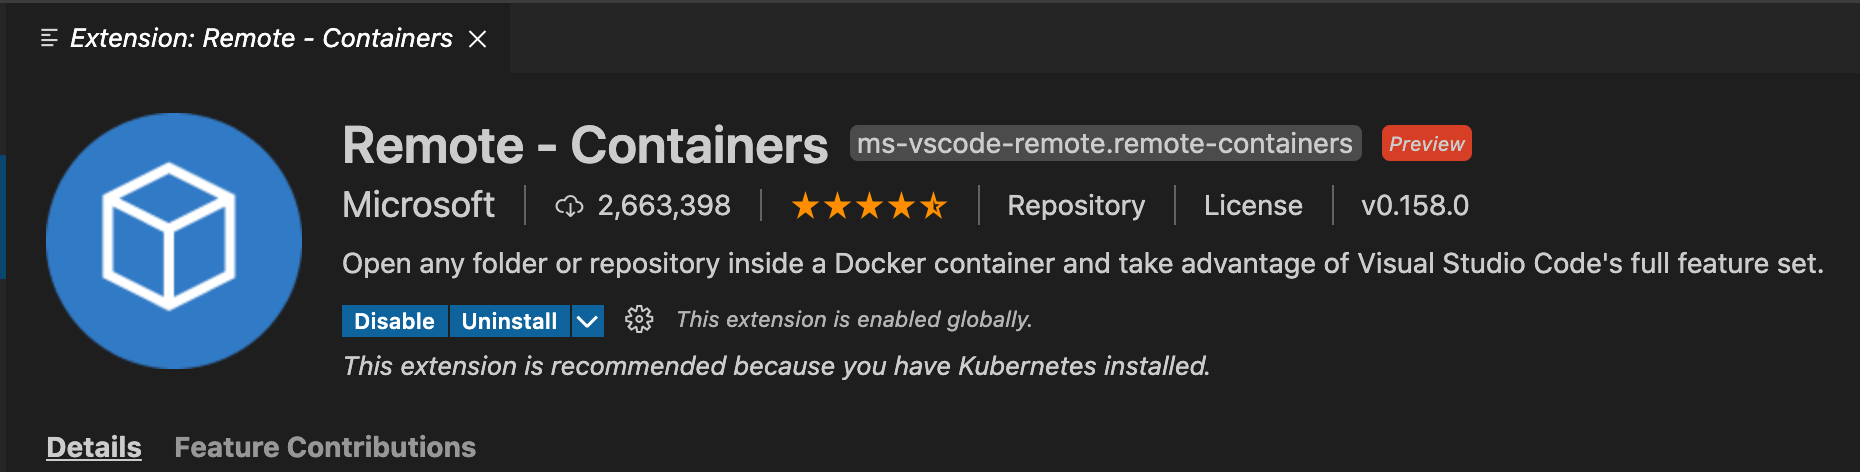 Extension: Remote - Containers
Remote - Containers ms-vscode-remote.remote-containers Preview
Microsoft 2,663,398 Repository License v0.158.0
Open any folder or repository inside a Docker container and take advantage of Visual Studio Code's full feature set.
Disable Uninstall This extension is enabled globally.
This extension is recommended because you have Kubernetes installed.
Details Feature Contributions